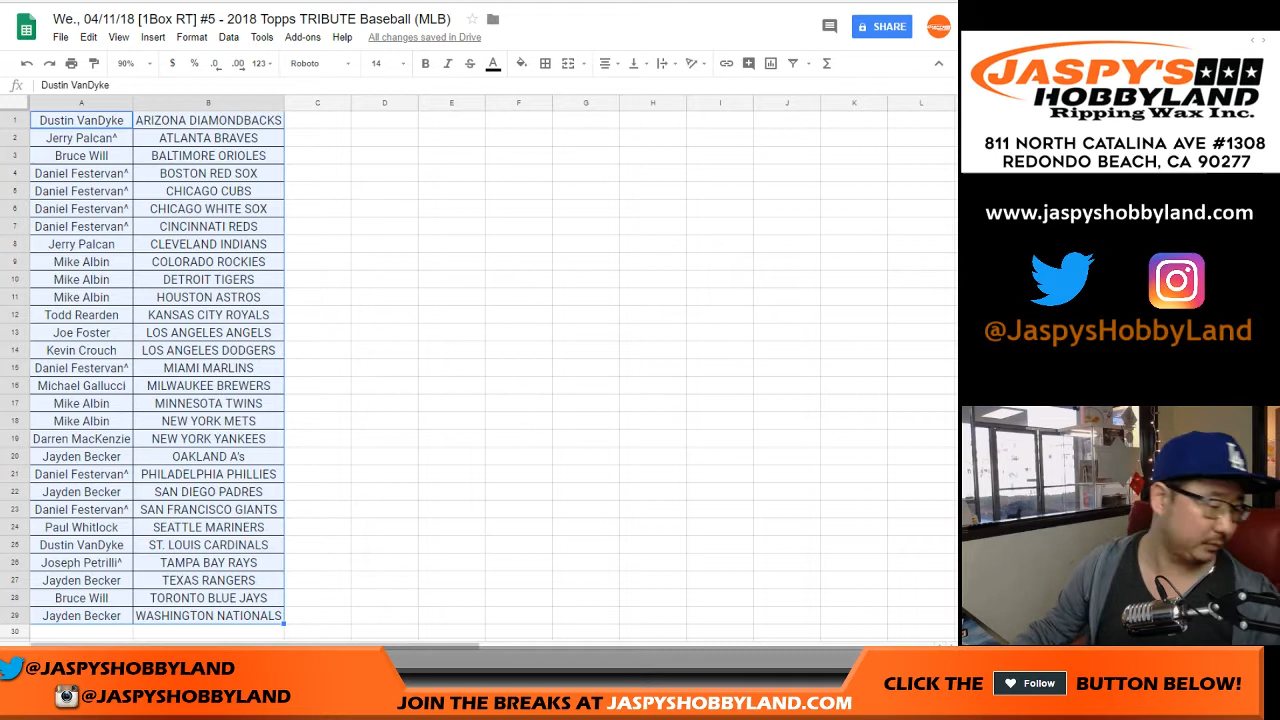 We., 04/11/18 [1Box RT] #5 - 2018 Topps TRIBUTE Baseball (MLB)
File Edit View Insert Format Data Tools Add-ons Help All changes saved in Drive
SHARE
90% $ % .0 .00 123 Roboto 14 B I S A
fx Dustin VanDyke
A B C D E F G H I J K L
1 Dustin VanDyke ARIZONA DIAMONDBACKS
2 Jerry Palcan^ ATLANTA BRAVES
3 Bruce Will BALTIMORE ORIOLES
4 Daniel Festervan^ BOSTON RED SOX
5 Daniel Festervan^ CHICAGO CUBS
6 Daniel Festervan^ CHICAGO WHITE SOX
7 Daniel Festervan^ CINCINNATI REDS
8 Jerry Palcan CLEVELAND INDIANS
9 Mike Albin COLORADO ROCKIES
10 Mike Albin DETROIT TIGERS
11 Mike Albin HOUSTON ASTROS
12 Todd Rearden KANSAS CITY ROYALS
13 Joe Foster LOS ANGELES ANGELS
14 Kevin Crouch LOS ANGELES DODGERS
15 Daniel Festervan^ MIAMI MARLINS
16 Michael Gallucci MILWAUKEE BREWERS
17 Mike Albin MINNESOTA TWINS
18 Mike Albin NEW YORK METS
19 Darren MacKenzie NEW YORK YANKEES
20 Jayden Becker OAKLAND A's
21 Daniel Festervan^ PHILADELPHIA PHILLIES
22 Jayden Becker SAN DIEGO PADRES
23 Daniel Festervan^ SAN FRANCISCO GIANTS
24 Paul Whitlock SEATTLE MARINERS
25 Dustin VanDyke ST. LOUIS CARDINALS
26 Joseph Petrilli^ TAMPA BAY RAYS
27 Jayden Becker TEXAS RANGERS
28 Bruce Will TORONTO BLUE JAYS
29 Jayden Becker WASHINGTON NATIONALS
30
JASPY'S
HOBBYLAND
Ripping Wax Inc.
811 NORTH CATALINA AVE #1308
REDONDO BEACH, CA 90277
www.jaspyshobbyland.com
@JaspysHobbyLand
@JASPYSHOBBYLAND
@JASPYSHOBBYLAND
JOIN THE BREAKS AT JASPYSHOBBYLAND.COM
CLICK THE Follow BUTTON BELOW!